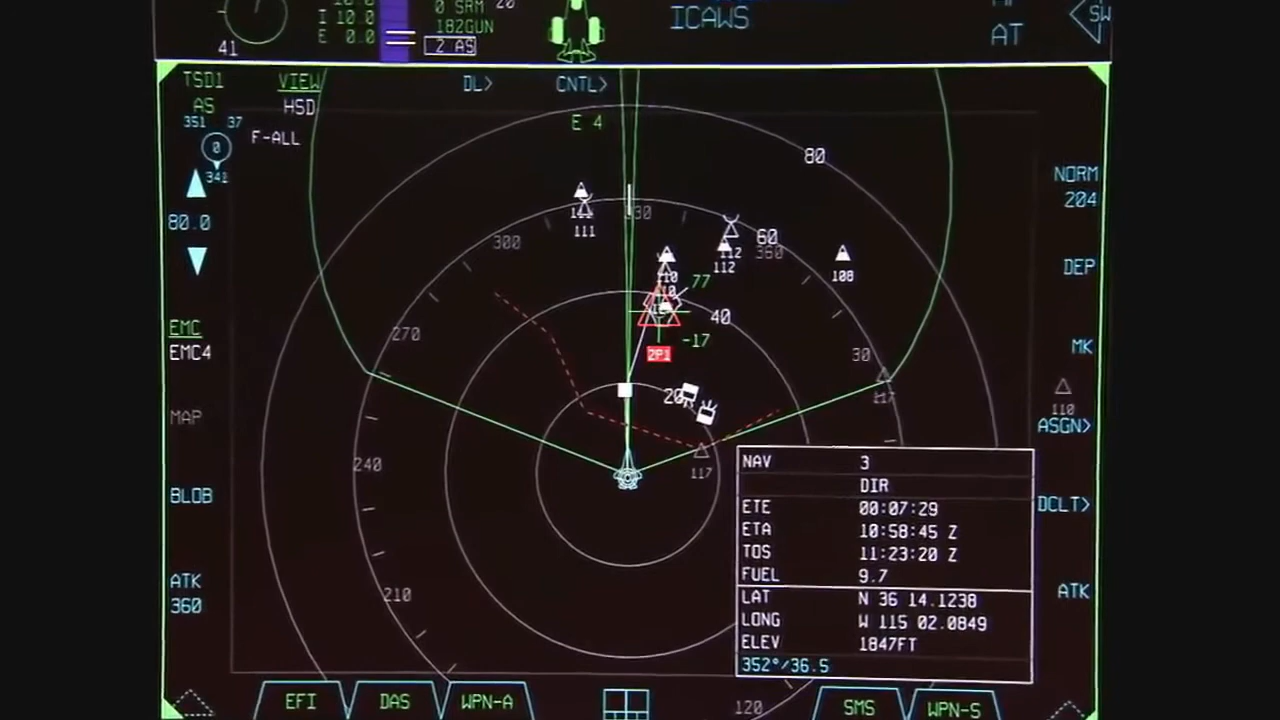 I 10.0
E 0.0
41
0 SRM
20
182GUN
2 AS
ICAWS
AT
SW
TSD1
VIEW
DL>
CNTL>
AS
HSD
351 37
E 4
F-ALL
0
341
80
NORM
204
80.0
111
330
300
60
360
112
112
108
DEP
77
40
270
-17
EMC
EMC4
2P1
30
MK
20
117
110
MAP
ASGN>
240
117
BLOB
DCLT>
NAV 3
DIR
ETE 00:07:29
ETA 10:58:45 Z
TOS 11:23:20 Z
FUEL 9.7
LAT N 36 14.1238
LONG W 115 02.0849
ELEV 1847FT
352°/36.5
ATK
360
210
ATK
120
EFI
DAS
WPN-A
SMS
WPN-S